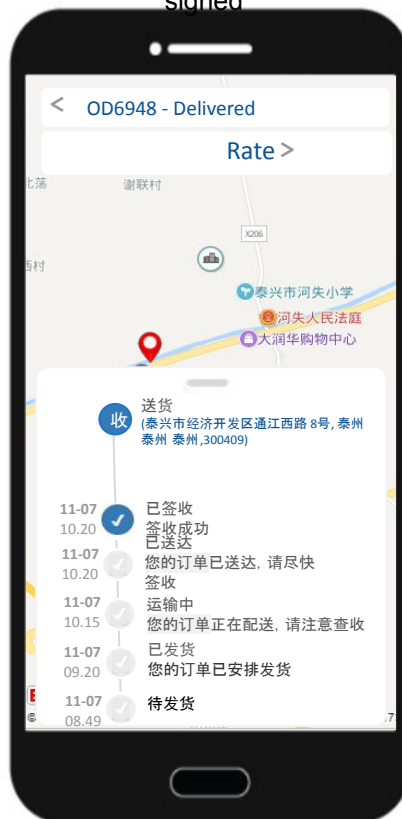 signed
< OD6948 - Delivered
Rate >
北荡
谢联村
X206
西村
泰兴市河失小学
河失人民法庭
大润华购物中心
收
送货
(泰兴市经济开发区通江西路 8号, 泰州
泰州 泰州,300409)
11-07 已签收
10.20 签收成功
11-07 已送达
10.20 您的订单已送达, 请尽快
签收
11-07 运输中
10.15 您的订单正在配送, 请注意查收
11-07 已发货
09.20 您的订单已安排发货
11-07 待发货
08.49